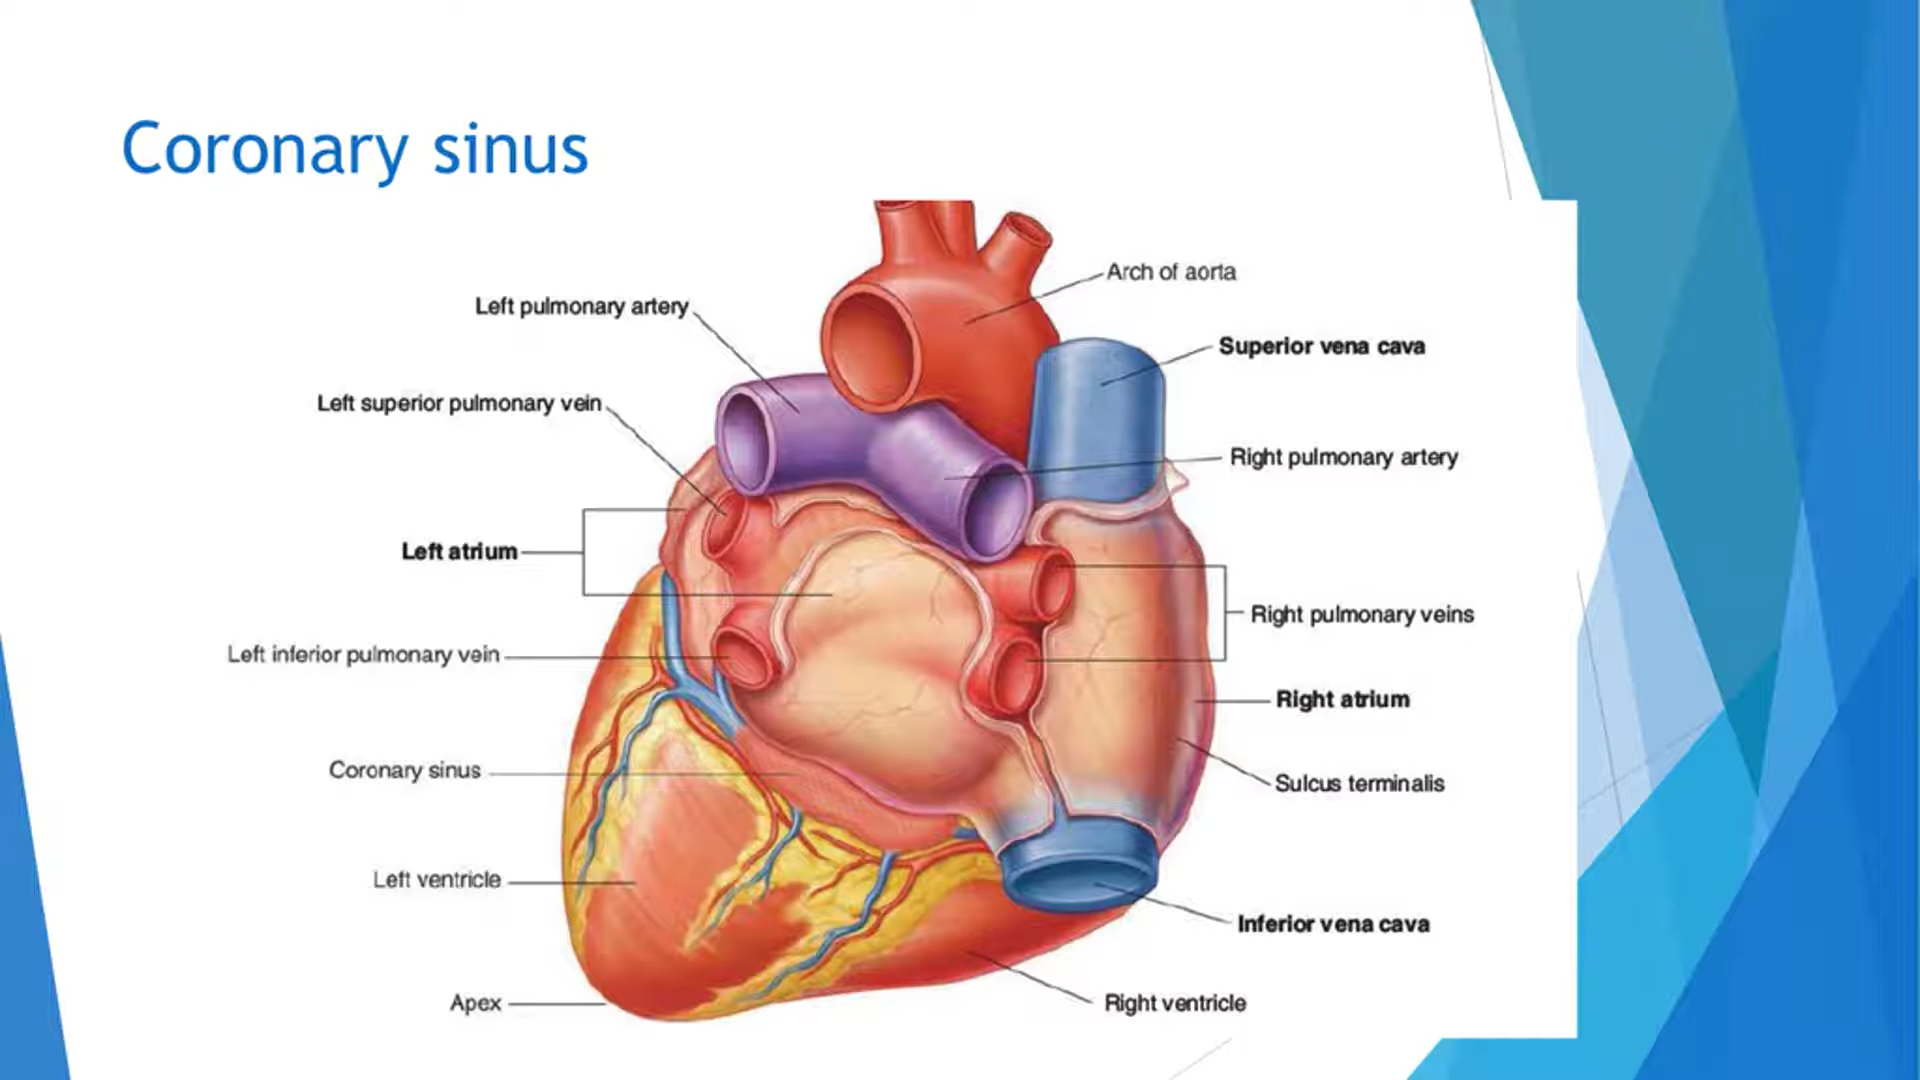 Coronary sinus
Arch of aorta
Left pulmonary artery
Superior vena cava
Left superior pulmonary vein
Right pulmonary artery
Left atrium
Right pulmonary veins
Left inferior pulmonary vein
Right atrium
Coronary sinus
Sulcus terminalis
Left ventricle
Inferior vena cava
Apex
Right ventricle